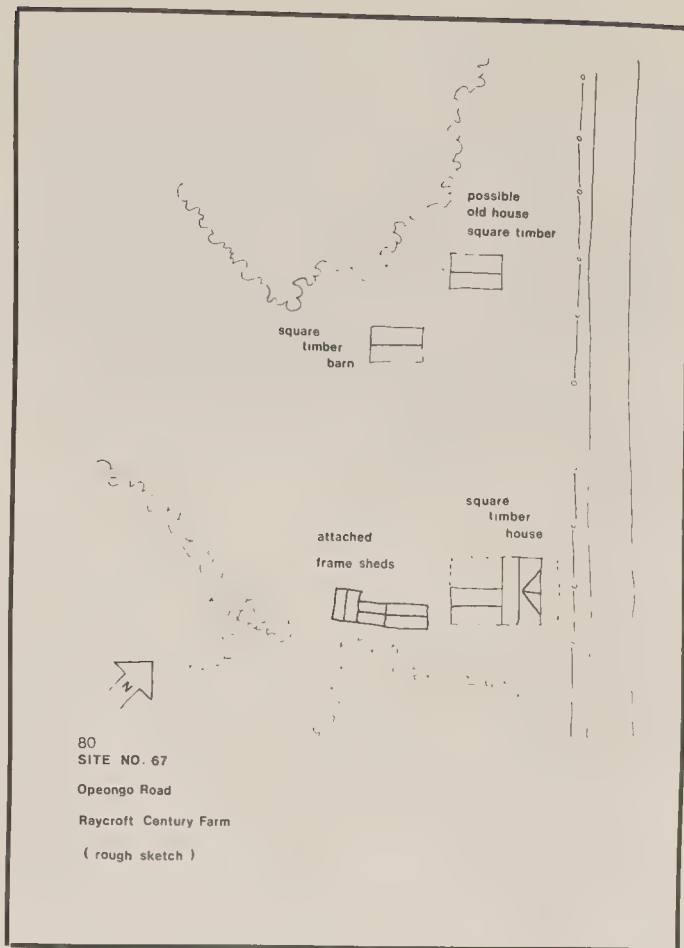 possible
old house
square timber
square
timber
barn
square
timber
house
attached
frame sheds
N
80
SITE NO. 67
Opeongo Road
Raycroft Century Farm
( rough sketch )